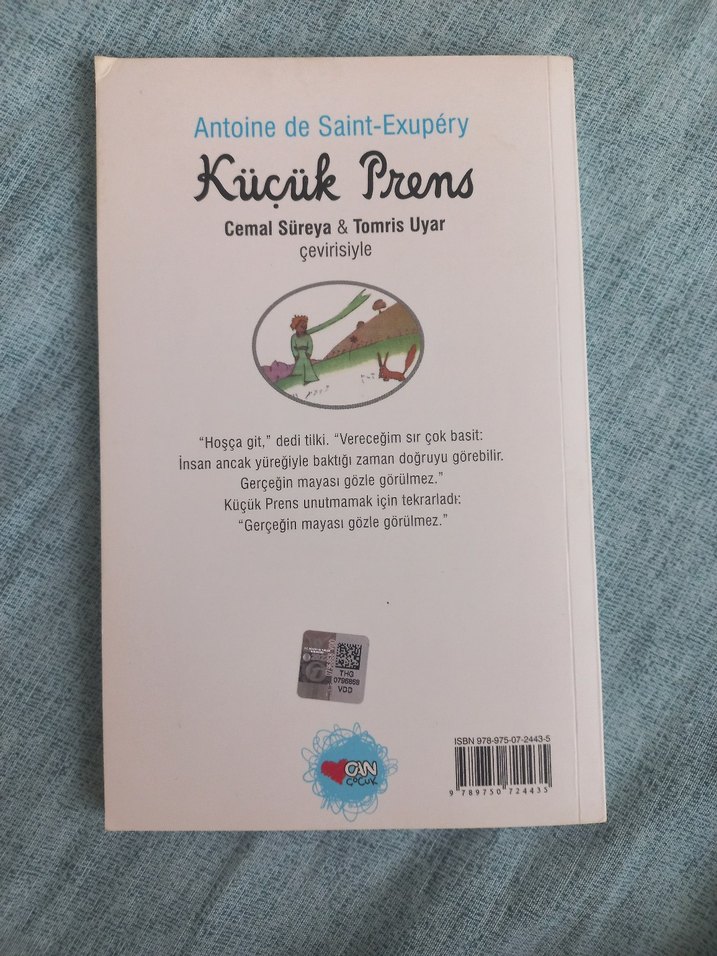 Antoine de Saint-Exupéry
Küçük Prens
Cemal Süreya & Tomris Uyar
çevirisiyle
“Hoşça git,” dedi tilki. “Vereceğim sır çok basit:
İnsan ancak yüreğiyle baktığı zaman doğruyu görebilir.
Gerçeğin mayası gözle görülmez.”
Küçük Prens unutmamak için tekrarladı:
“Gerçeğin mayası gözle görülmez.”
THG
0796868
VDD
CAN
ÇOCUK
ISBN 978-975-07-2443-5
9 789750 724435